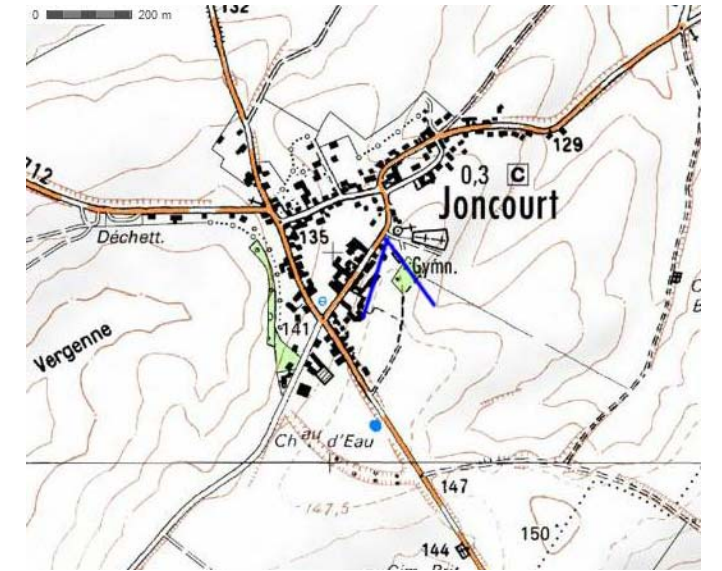 0 200 m
132
712
129
0,3 C
Joncourt
Déchett.
135
Gymn.
141
Vergenne
Ch au d'Eau
147
147,5
150
144